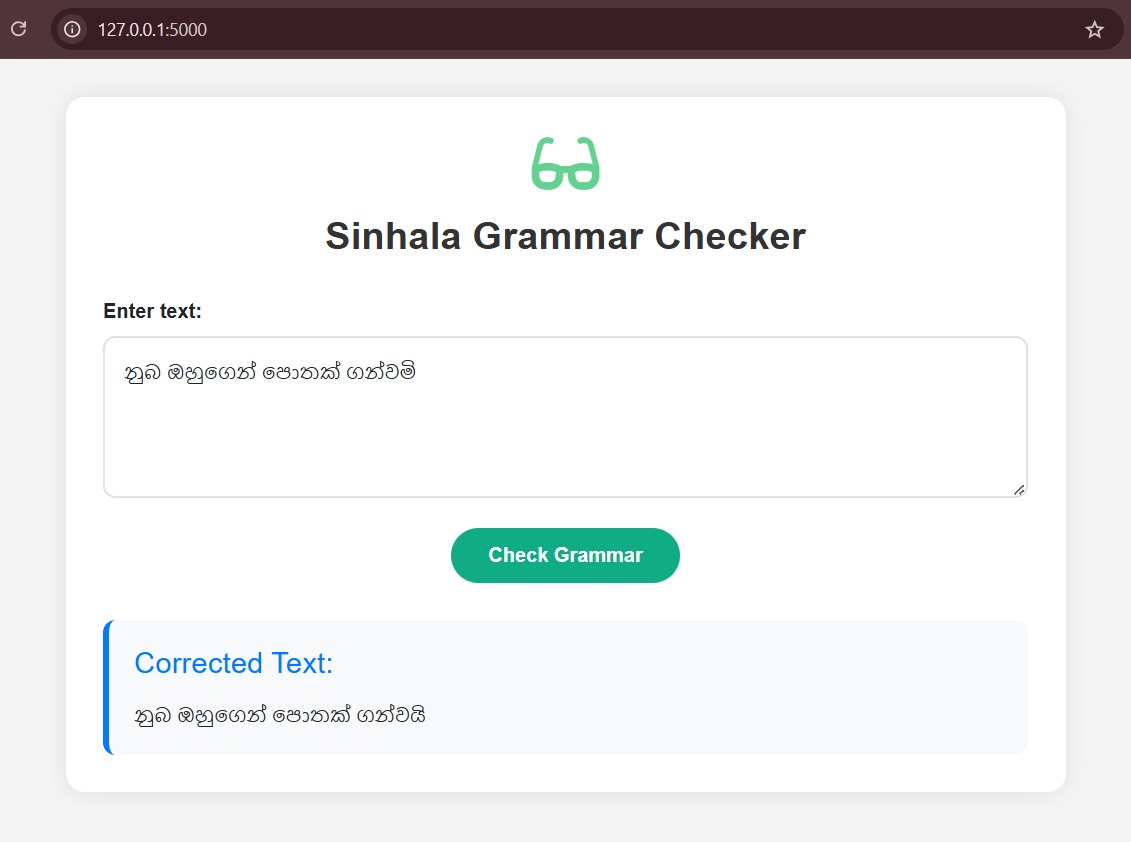 127.0.0.1:5000
Sinhala Grammar Checker
Enter text:
නුබ ඔහුගෙන් පොතක් ගන්වමි
Check Grammar
Corrected Text:
නුබ ඔහුගෙන් පොතක් ගන්වයි